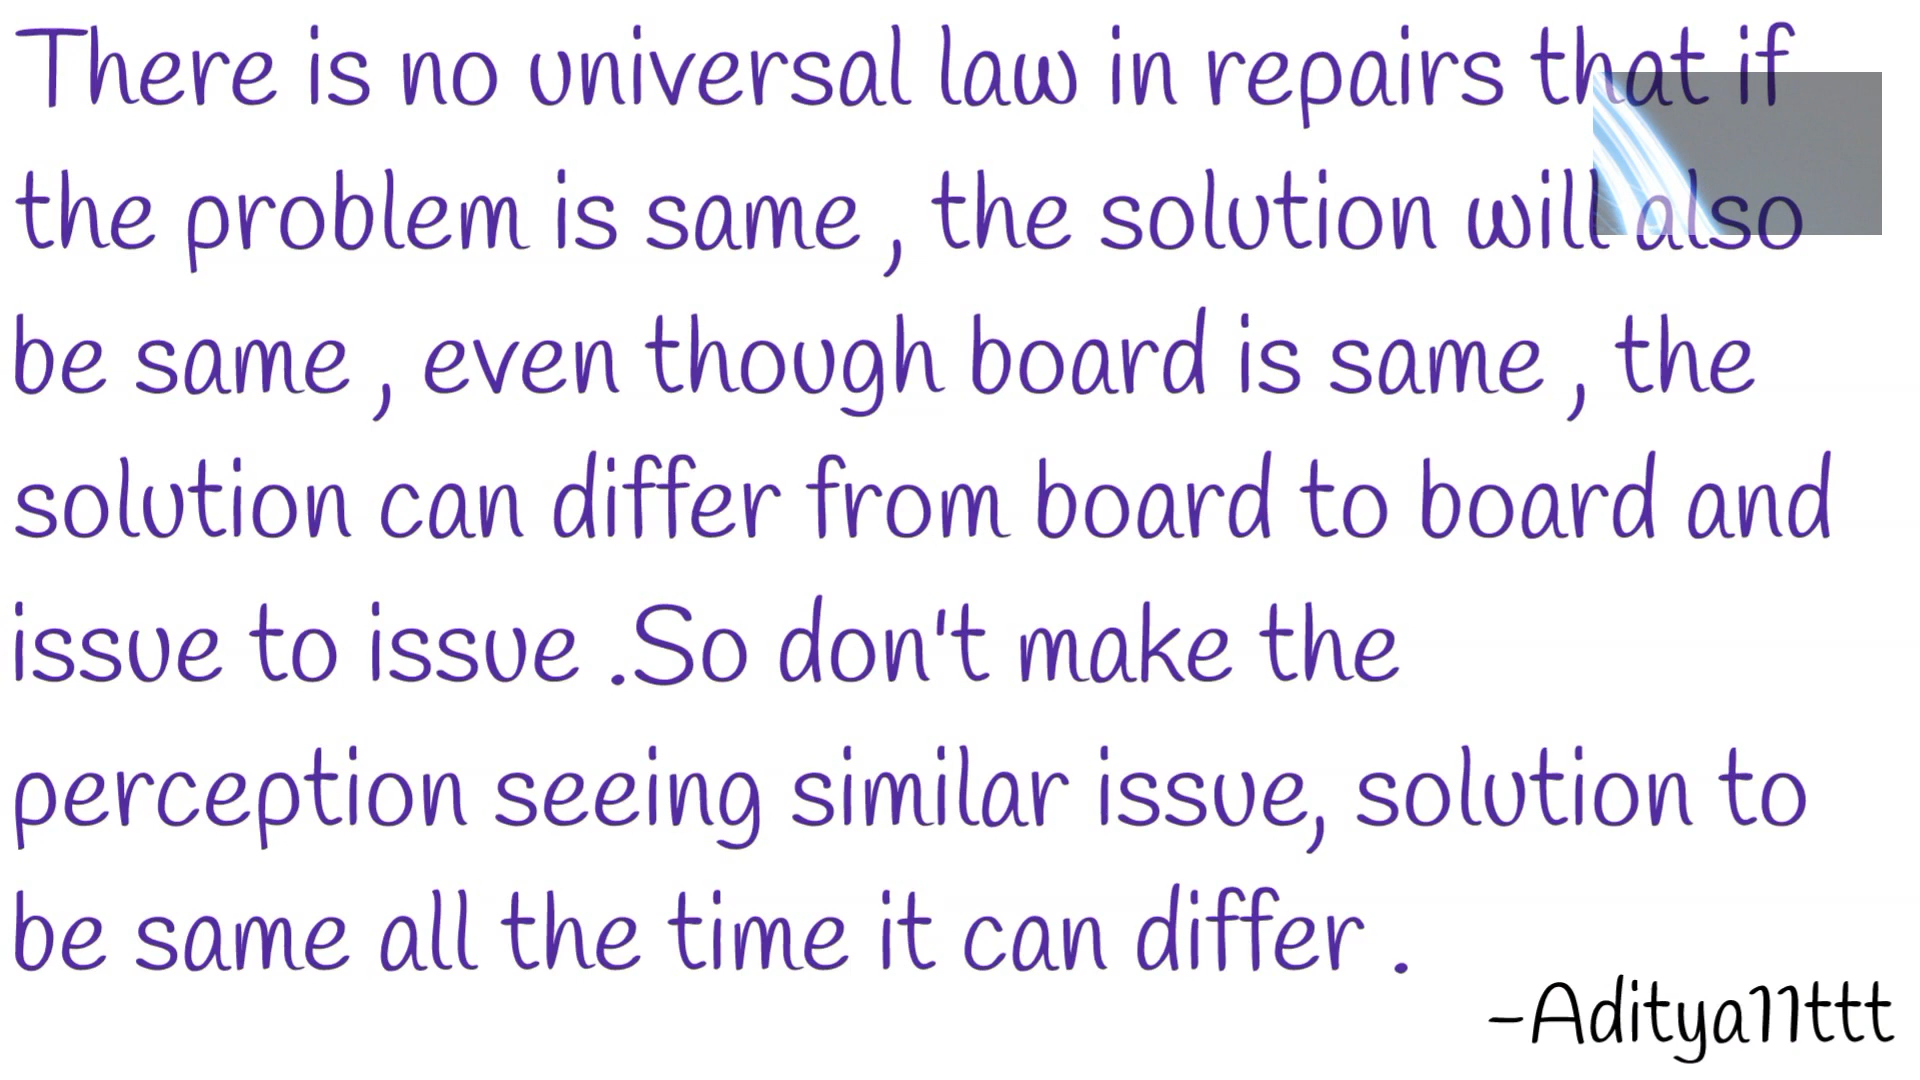 There is no universal law in repairs that if
the problem is same , the solution will also
be same , even though board is same , the
solution can differ from board to board and
issue to issue .So don't make the
perception seeing similar issue, solution to
be same all the time it can differ .
-Aditya11ttt